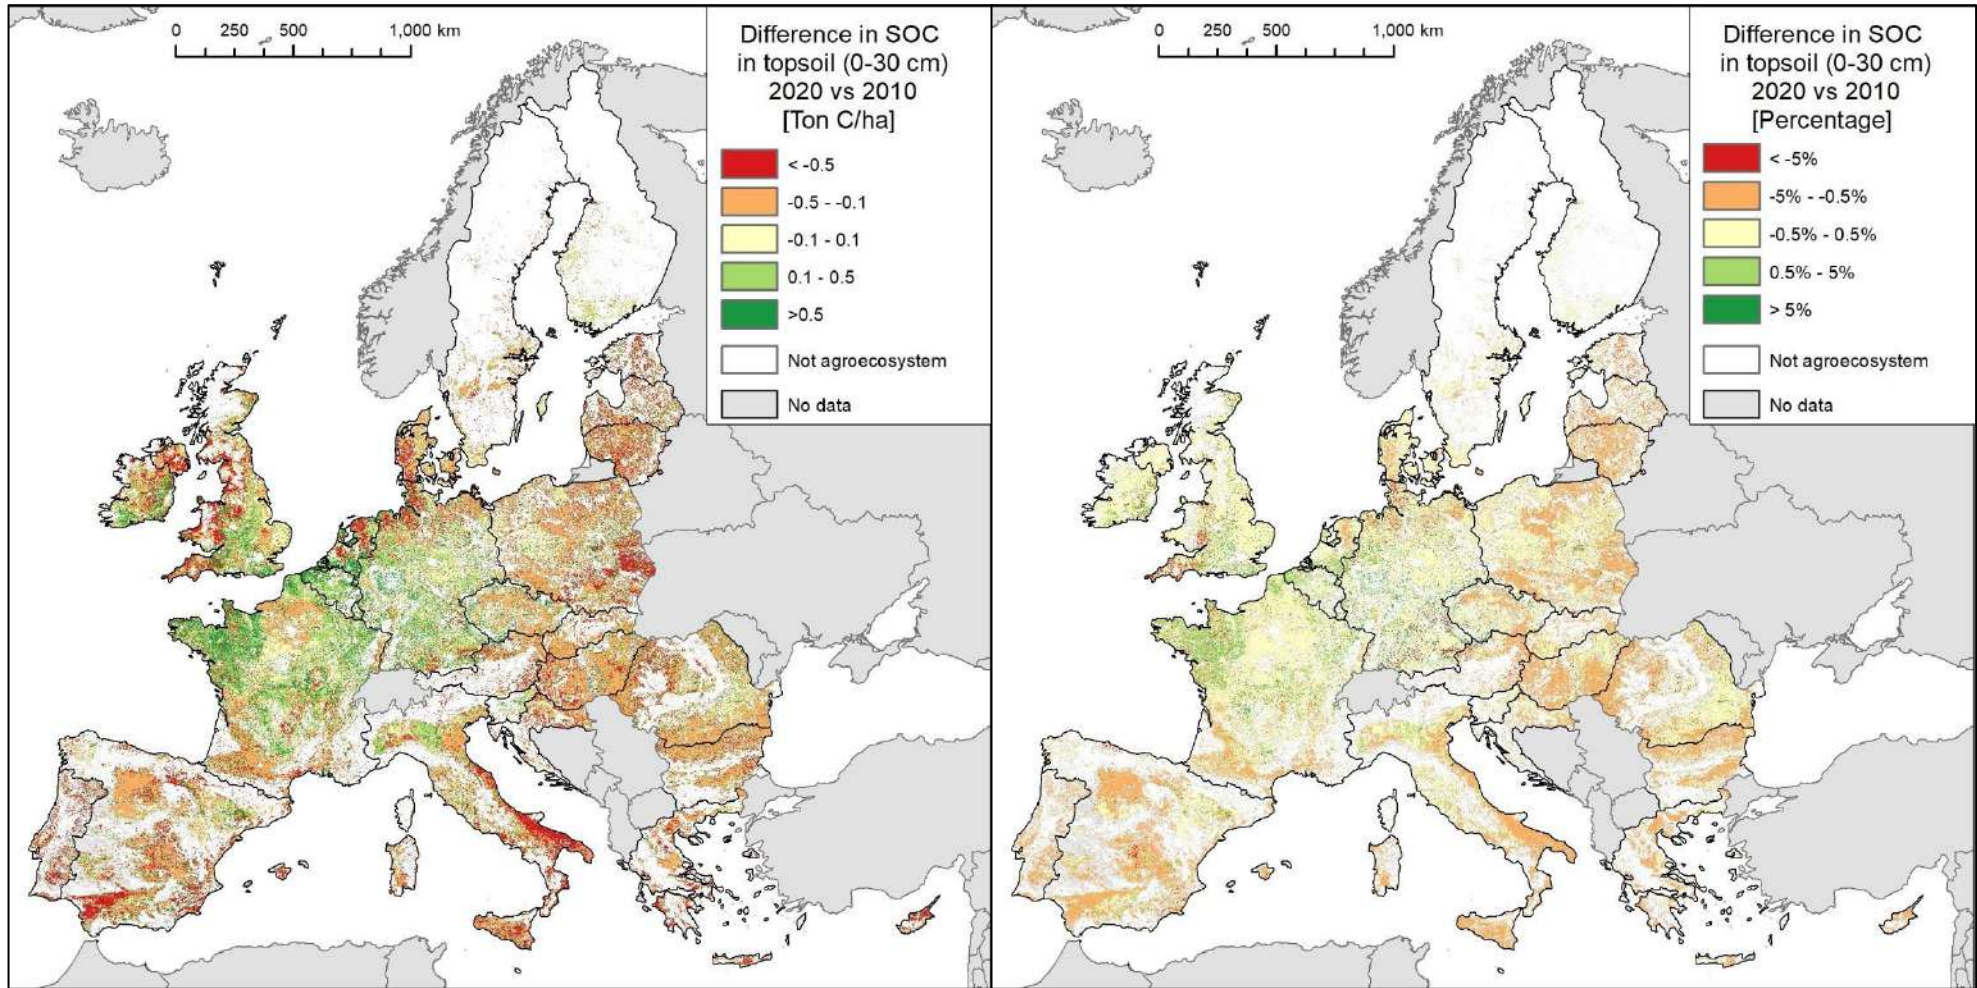 0 250 500 1,000 km
Difference in SOC
in topsoil (0-30 cm)
2020 vs 2010
[Ton C/ha]
< -0.5
-0.5 - -0.1
-0.1 - 0.1
0.1 - 0.5
>0.5
Not agroecosystem
No data
0 250 500 1,000 km
Difference in SOC
in topsoil (0-30 cm)
2020 vs 2010
[Percentage]
< -5%
-5% - -0.5%
-0.5% - 0.5%
0.5% - 5%
> 5%
Not agroecosystem
No data